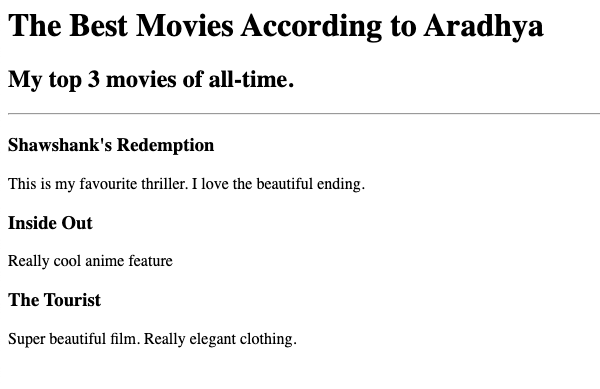 The Best Movies According to Aradhya
My top 3 movies of all-time.
Shawshank's Redemption
This is my favourite thriller. I love the beautiful ending.
Inside Out
Really cool anime feature
The Tourist
Super beautiful film. Really elegant clothing.